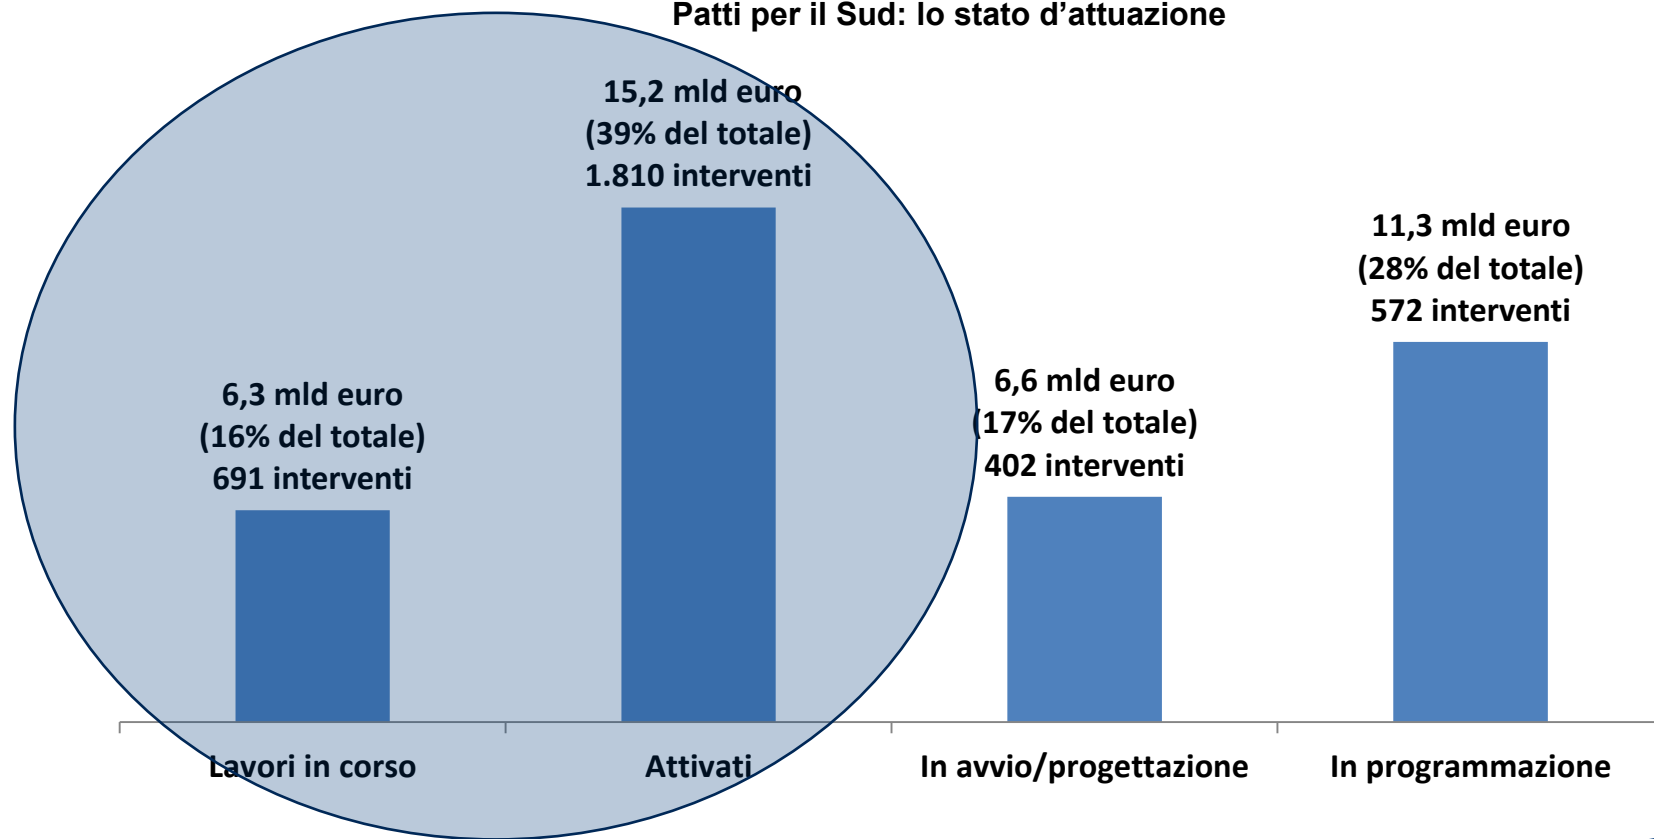 Patti per il Sud: lo stato d’attuazione
15,2 mld euro
(39% del totale)
1.810 interventi
11,3 mld euro
(28% del totale)
572 interventi
6,3 mld euro
(16% del totale)
691 interventi
6,6 mld euro
(17% del totale)
402 interventi
Lavori in corso
Attivati
In avvio/progettazione
In programmazione